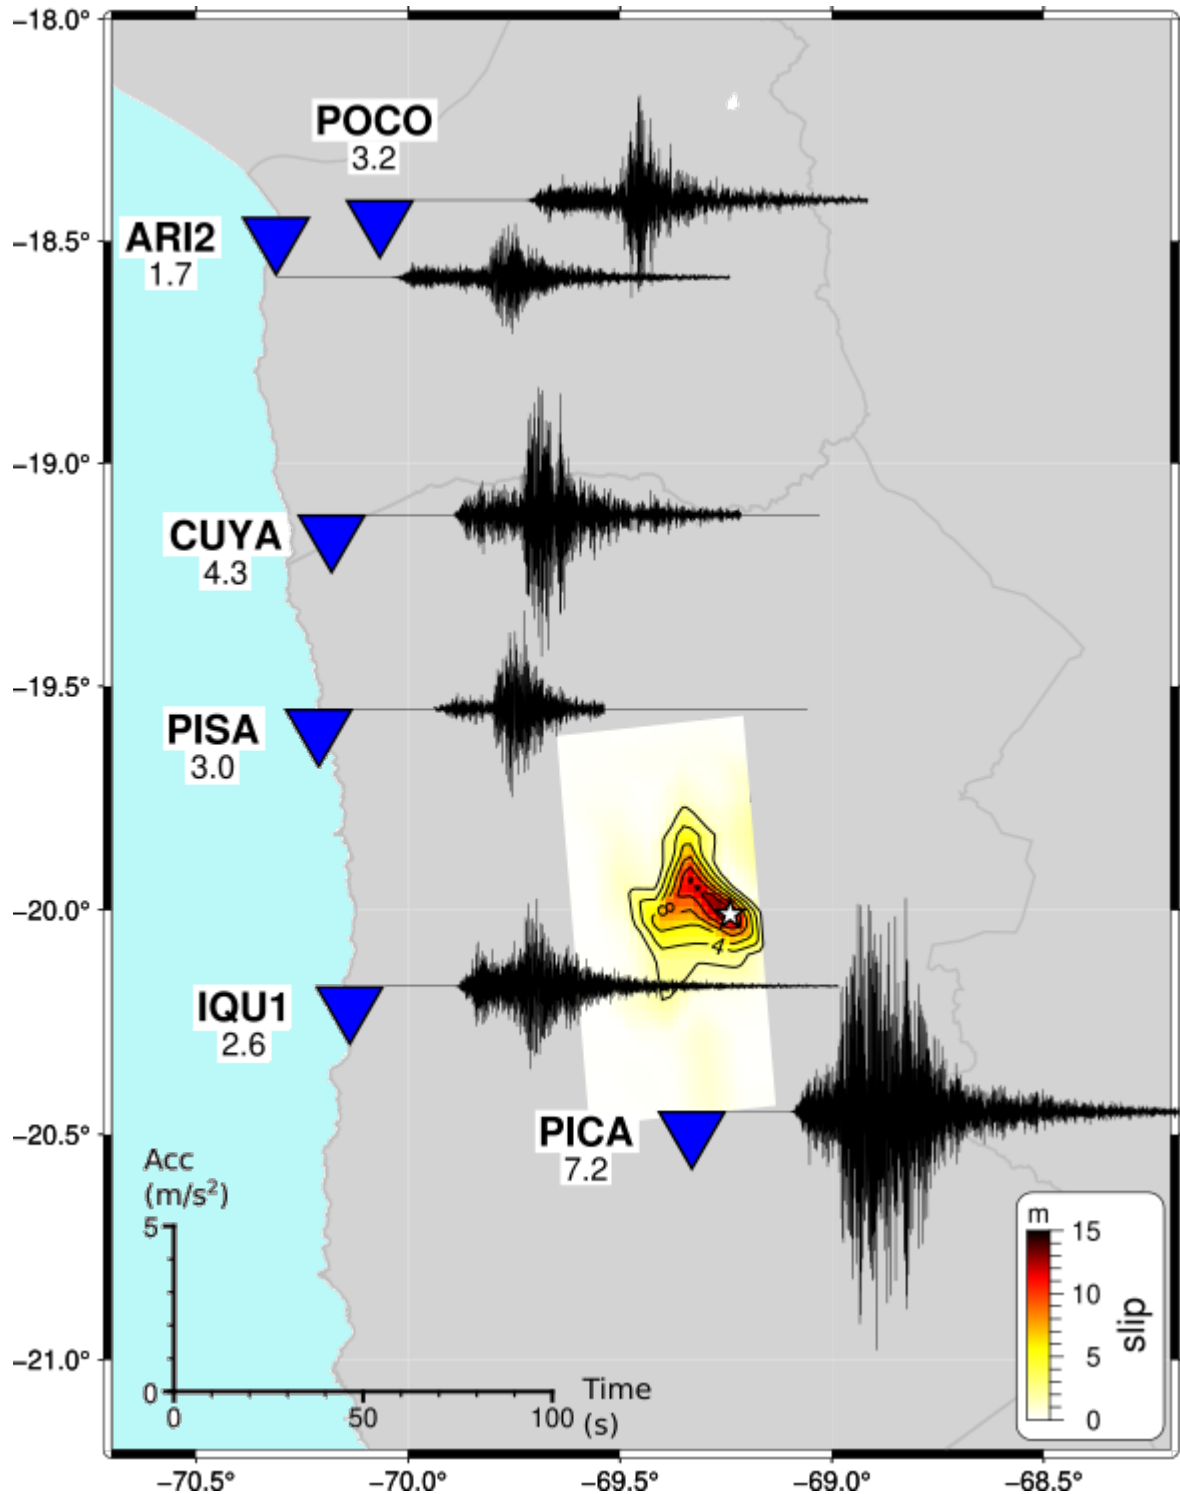 −18.0°
POCO
3.2
ARI2
1.7
−18.5°
−19.0°
CUYA
4.3
−19.5°
PISA
3.0
8
−20.0°
4
IQU1
2.6
PICA
7.2
−20.5°
Acc
(m/s²)
5
0
0
50
100
Time
(s)
m
15
10
5
0
slip
−21.0°
−70.5°
−70.0°
−69.5°
−69.0°
−68.5°